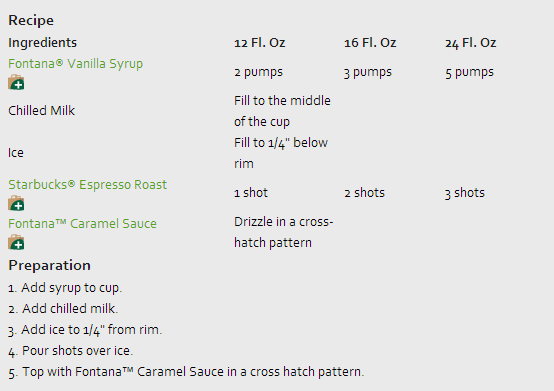 Recipe
Ingredients 12 Fl. Oz 16 Fl. Oz 24 Fl. Oz
Fontana® Vanilla Syrup 2 pumps 3 pumps 5 pumps
Chilled Milk Fill to the middle
of the cup
Ice Fill to 1/4" below
rim
Starbucks® Espresso Roast 1 shot 2 shots 3 shots
Fontana™ Caramel Sauce Drizzle in a cross-
hatch pattern
Preparation
1. Add syrup to cup.
2. Add chilled milk.
3. Add ice to 1/4" from rim.
4. Pour shots over ice.
5. Top with Fontana™ Caramel Sauce in a cross hatch pattern.